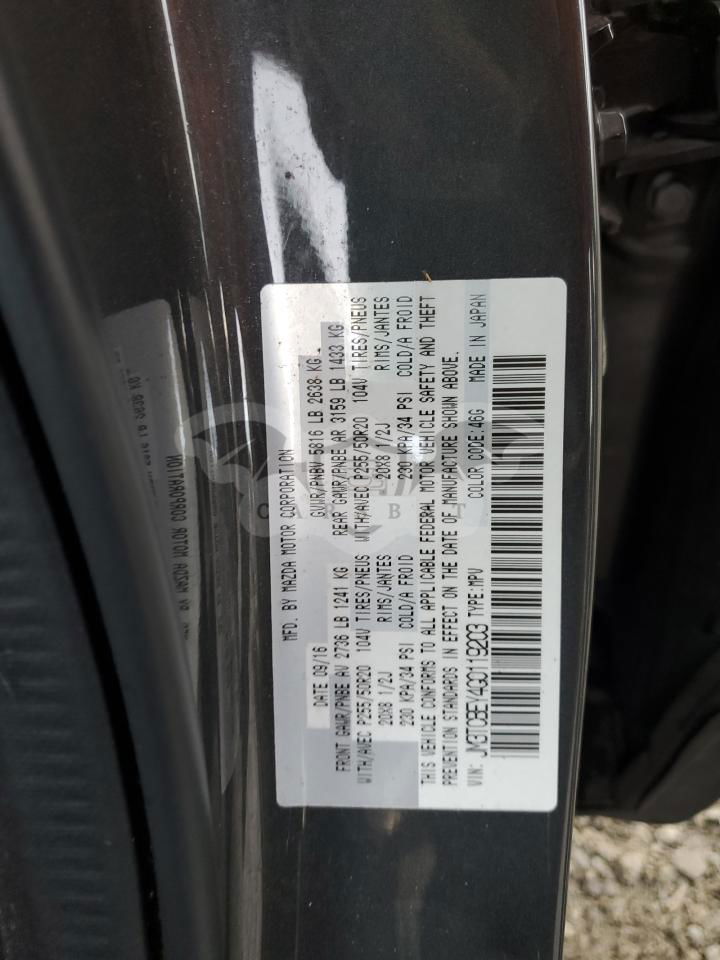 MFD. BY MAZDA MOTOR CORPORATION
DATE 09/16 GVWR/PNBV 5816 LB 2638 KG
FRONT GAWR/PNBE AV 2736 LB 1241 KG REAR GAWR/PNBE AR 3159 LB 1433 KG
WITH/AVEC P255/50R20 104V TIRES/PNEUS WITH/AVEC P255/50R20 104V TIRES/PNEUS
20X8 1/2J RIMS/JANTES 20X8 1/2J RIMS/JANTES
230 KPA/34 PSI COLD/A FROID 230 KPA/34 PSI COLD/A FROID
THIS VEHICLE CONFORMS TO ALL APPLICABLE FEDERAL MOTOR VEHICLE SAFETY AND THEFT
PREVENTION STANDARDS IN EFFECT ON THE DATE OF MANUFACTURE SHOWN ABOVE.
VIN: JM3TCBEY4G0119203 TYPE:MPV COLOR CODE:46G MADE IN JAPAN
CARBET